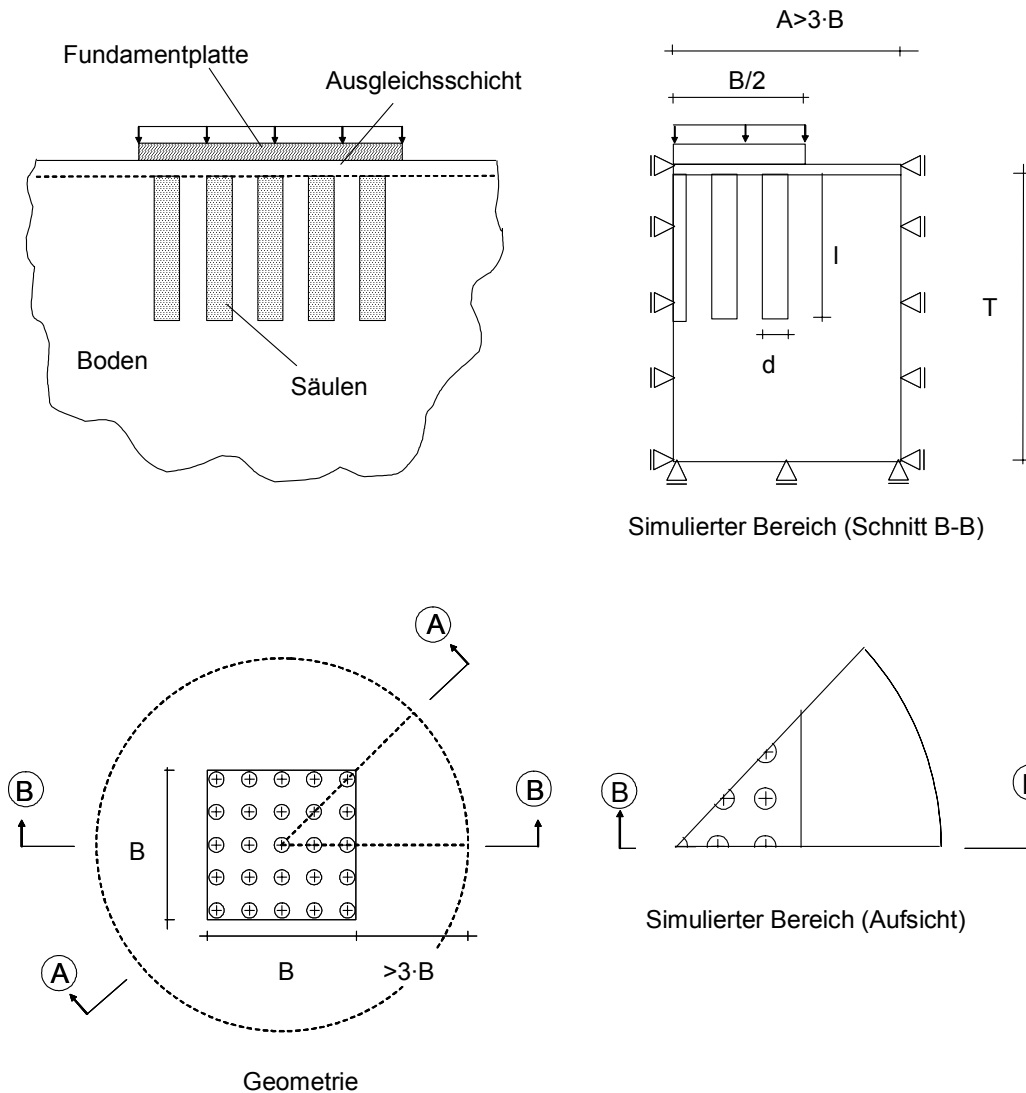 Fundamentplatte
Ausgleichsschicht
Boden
Säulen
A>3·B
B/2
l
d
T
Simulierter Bereich (Schnitt B-B)
A
B
B
B
B
>3·B
A
Geometrie
B
Simulierter Bereich (Aufsicht)